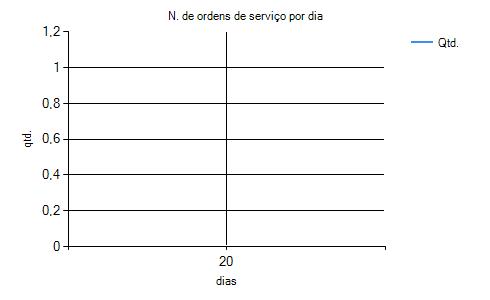 N. de ordens de serviço por dia
1,2
1
0,8
0,6
0,4
0,2
0
qtd.
20
dias
Qtd.